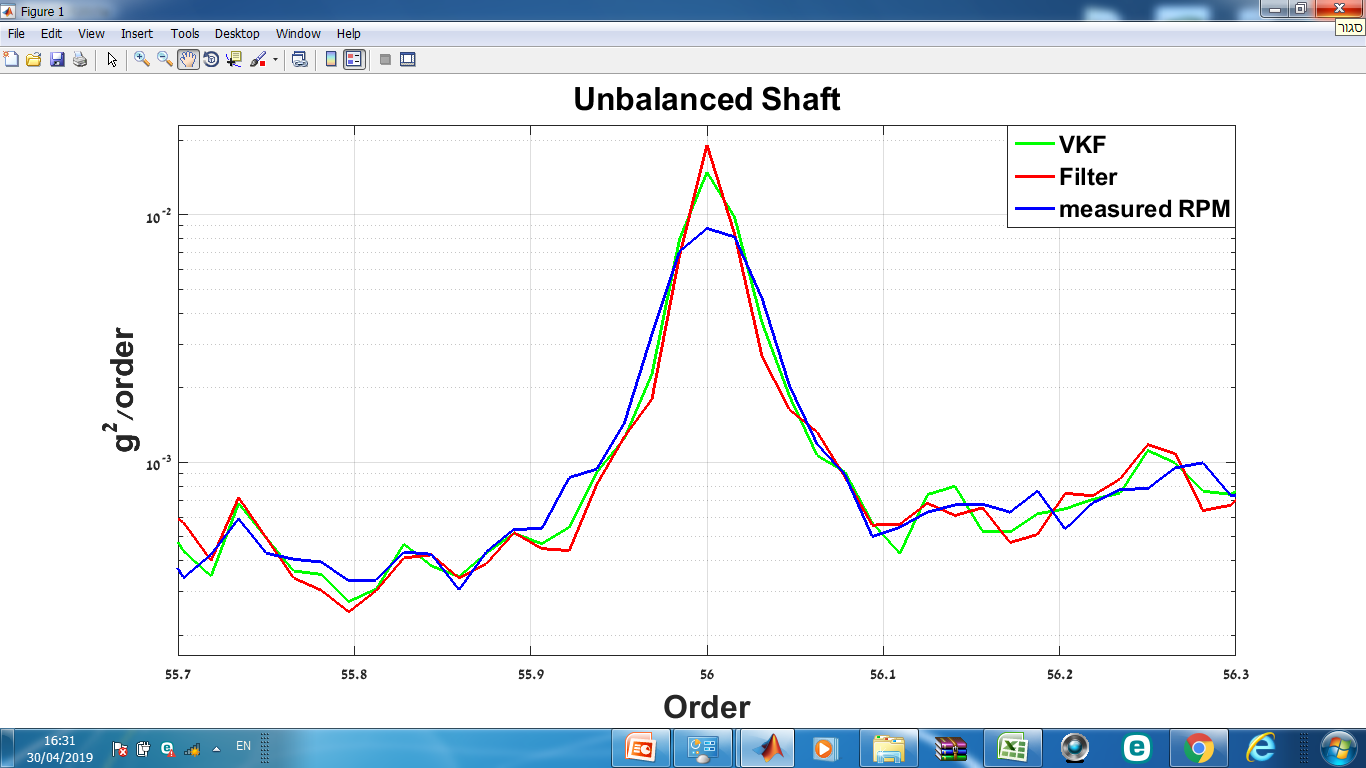 Figure 1
סגור
File Edit View Insert Tools Desktop Window Help
Unbalanced Shaft
VKF
Filter
measured RPM
10⁻²
10⁻³
g²/order
55.7 55.8 55.9 56 56.1 56.2 56.3
Order
16:31
30/04/2019
EN